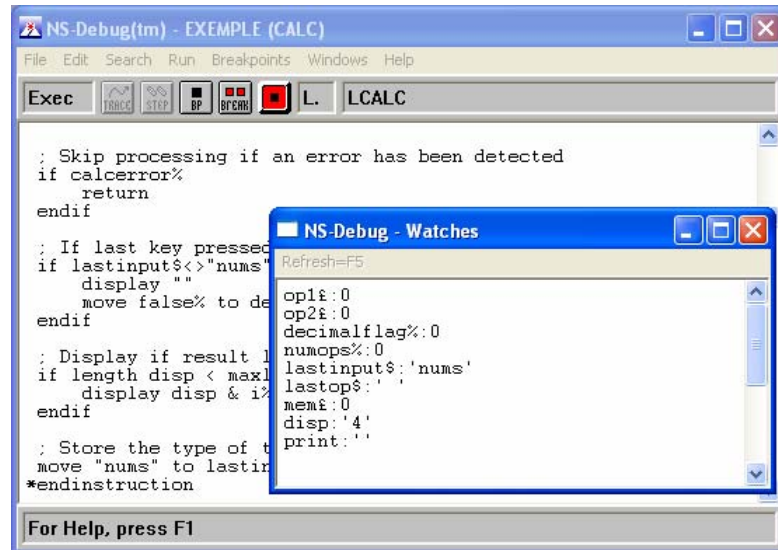 NS-Debug(tm) - EXEMPLE (CALC)
File Edit Search Run Breakpoints Windows Help
Exec TRACE STEP BP BREAK L. LCALC
; Skip processing if an error has been detected
if calcerror%
return
endif
; If last key pressed
if lastinput$<>"nums"
display ""
move false% to de
endif
; Display if result l
if length disp < maxl
display disp & i%
endif
; Store the type of t
move "nums" to lastin
*endinstruction
NS-Debug - Watches
Refresh=F5
op1£:0
op2£:0
decimalflag%:0
numops%:0
lastinput$:'nums'
lastop$:' '
mem£:0
disp:'4'
print:''
For Help, press F1